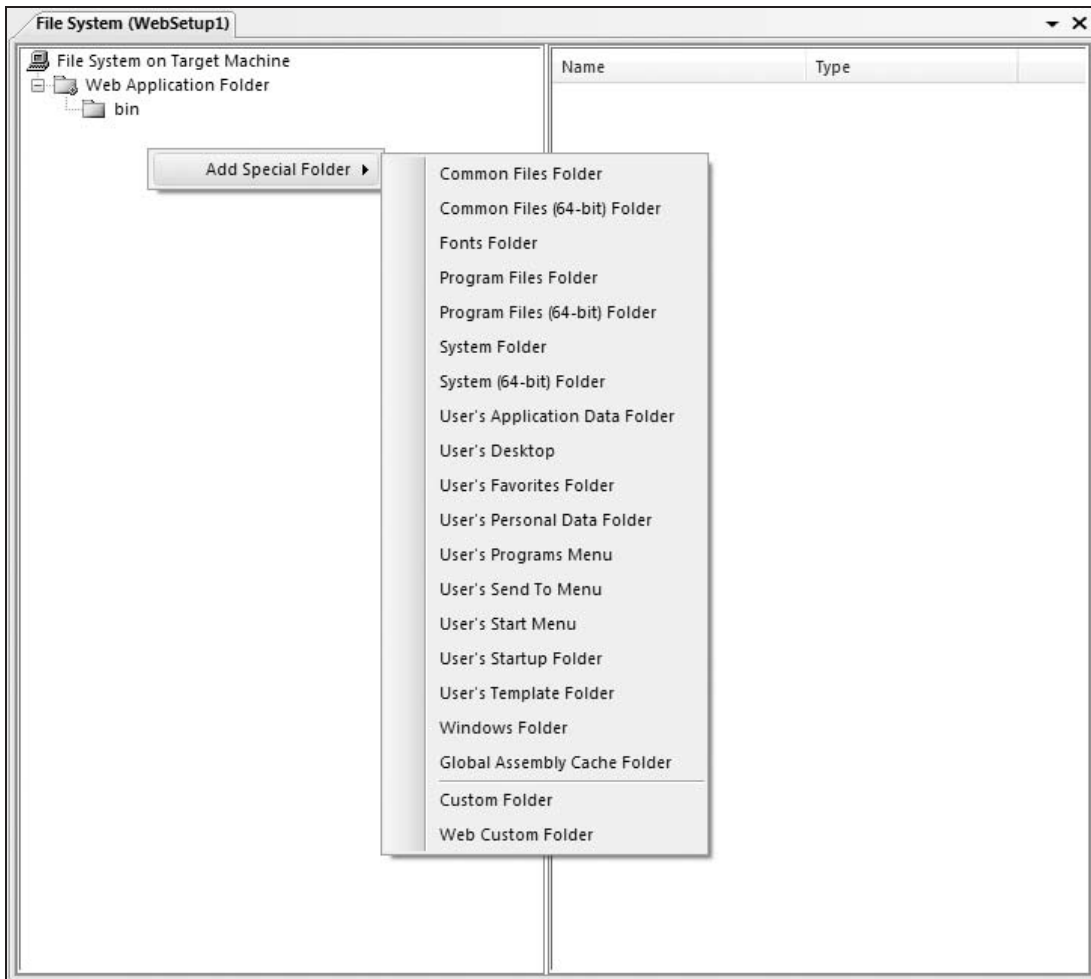 File System (WebSetup1)
File System on Target Machine
Web Application Folder
bin
Name Type
Add Special Folder
Common Files Folder
Common Files (64-bit) Folder
Fonts Folder
Program Files Folder
Program Files (64-bit) Folder
System Folder
System (64-bit) Folder
User's Application Data Folder
User's Desktop
User's Favorites Folder
User's Personal Data Folder
User's Programs Menu
User's Send To Menu
User's Start Menu
User's Startup Folder
User's Template Folder
Windows Folder
Global Assembly Cache Folder
Custom Folder
Web Custom Folder